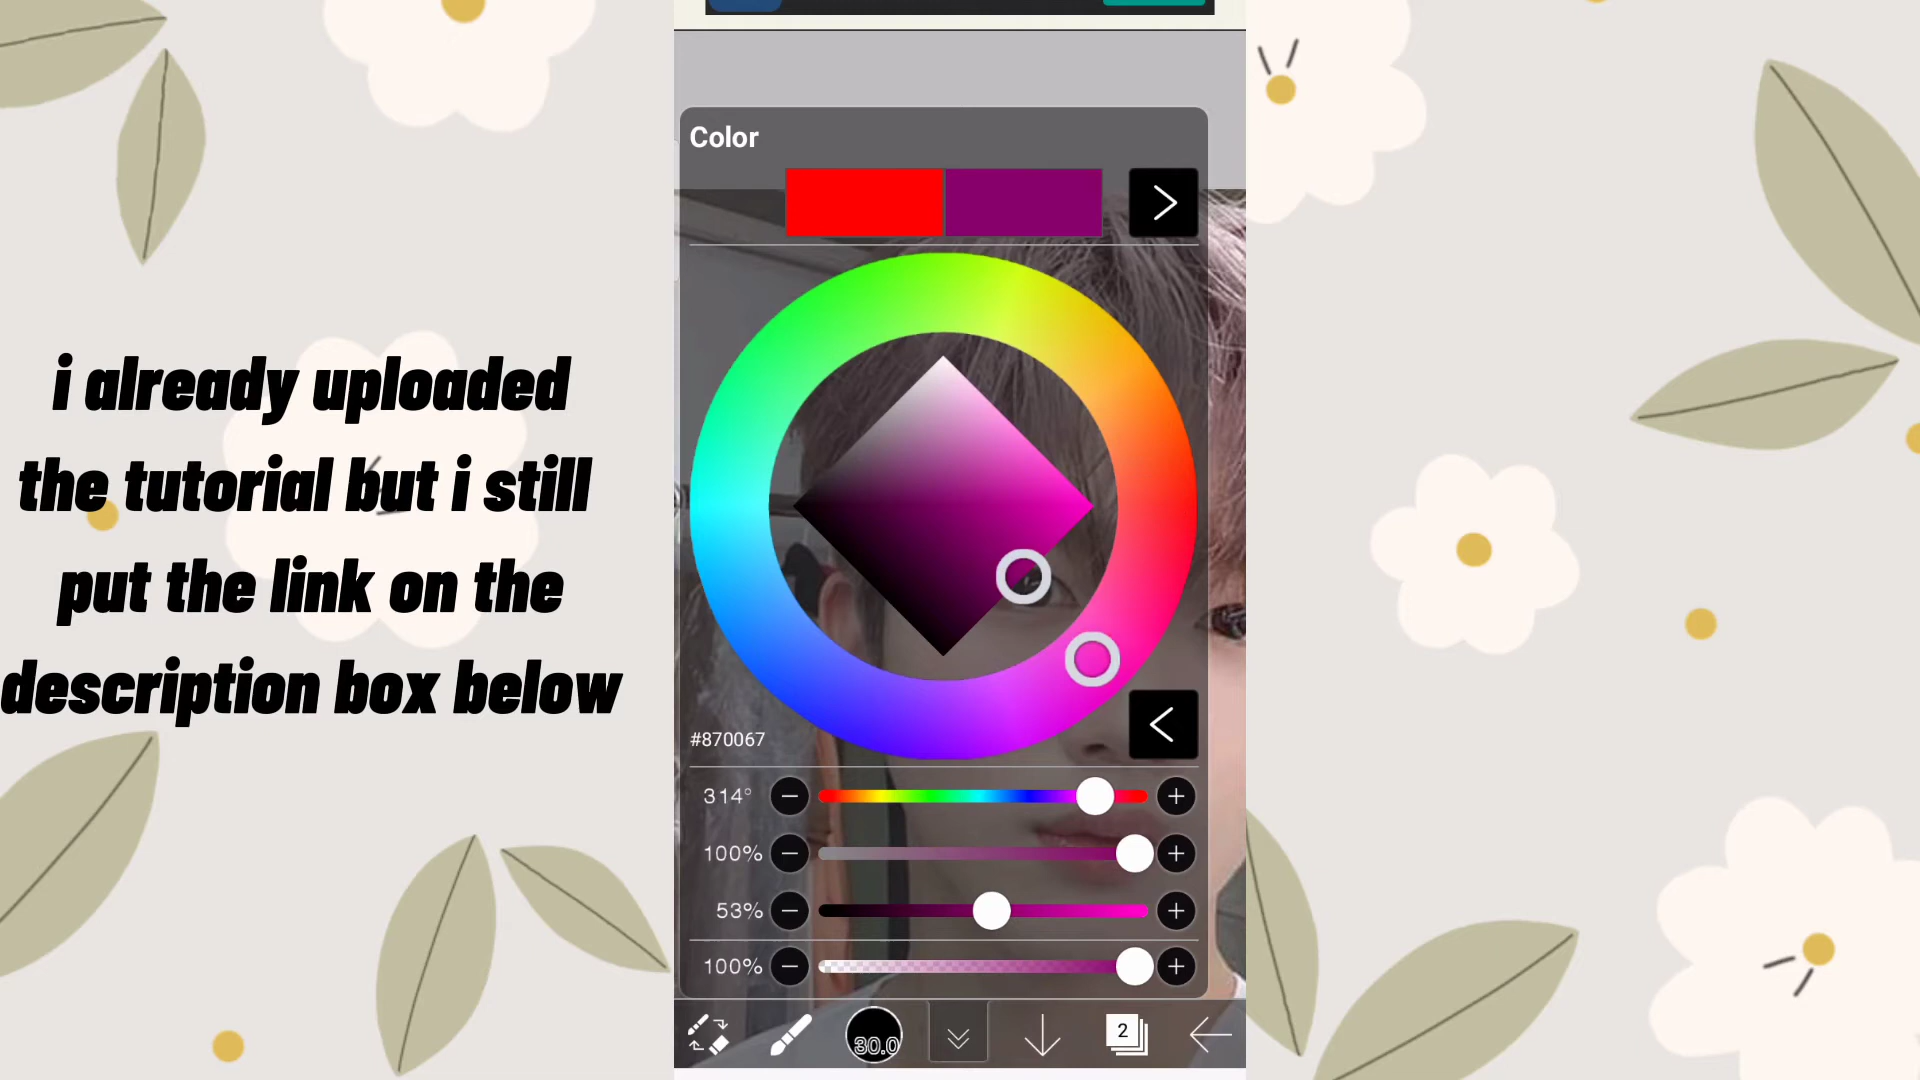 i already uploaded
the tutorial but i still
put the link on the
description box below
Color
#870067
314°
100%
53%
100%
30.0
2